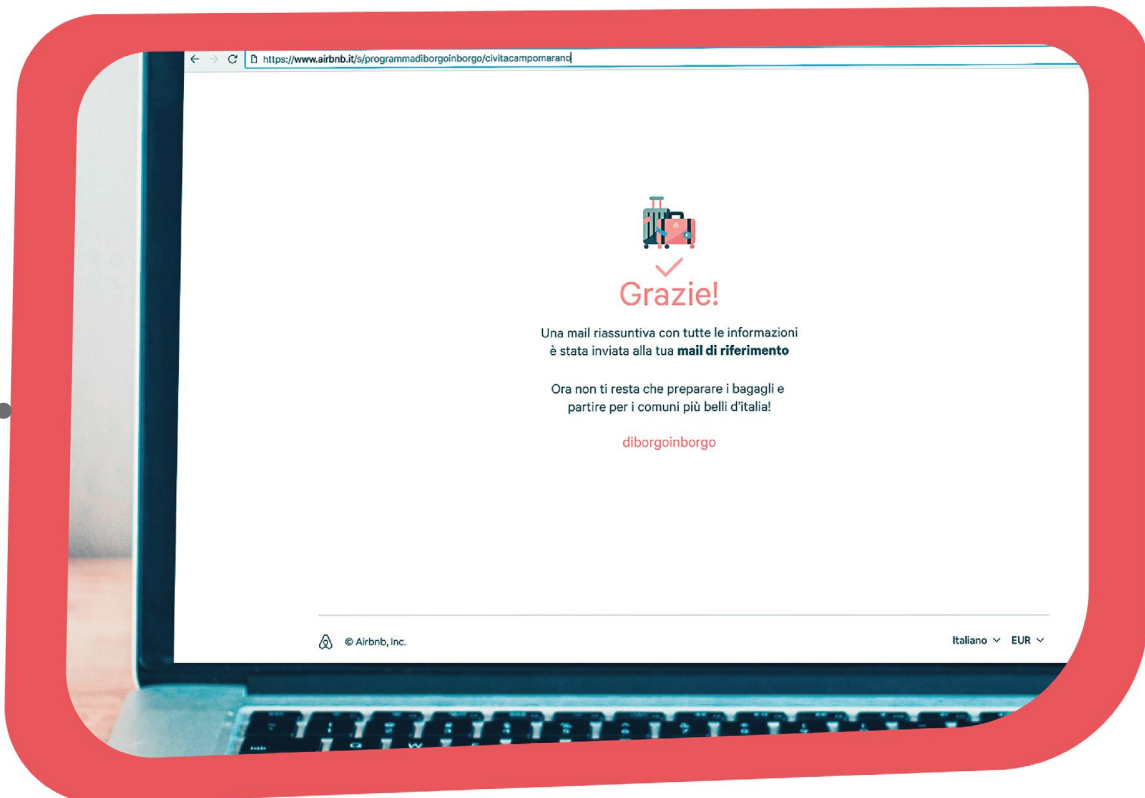 https://www.airbnb.it/s/programmadiborgoinborgo/civitacampomarano
Grazie!
Una mail riassuntiva con tutte le informazioni
è stata inviata alla tua mail di riferimento
Ora non ti resta che preparare i bagagli e
partire per i comuni più belli d'italia!
diborgoinborgo
© Airbnb, Inc.
Italiano
EUR